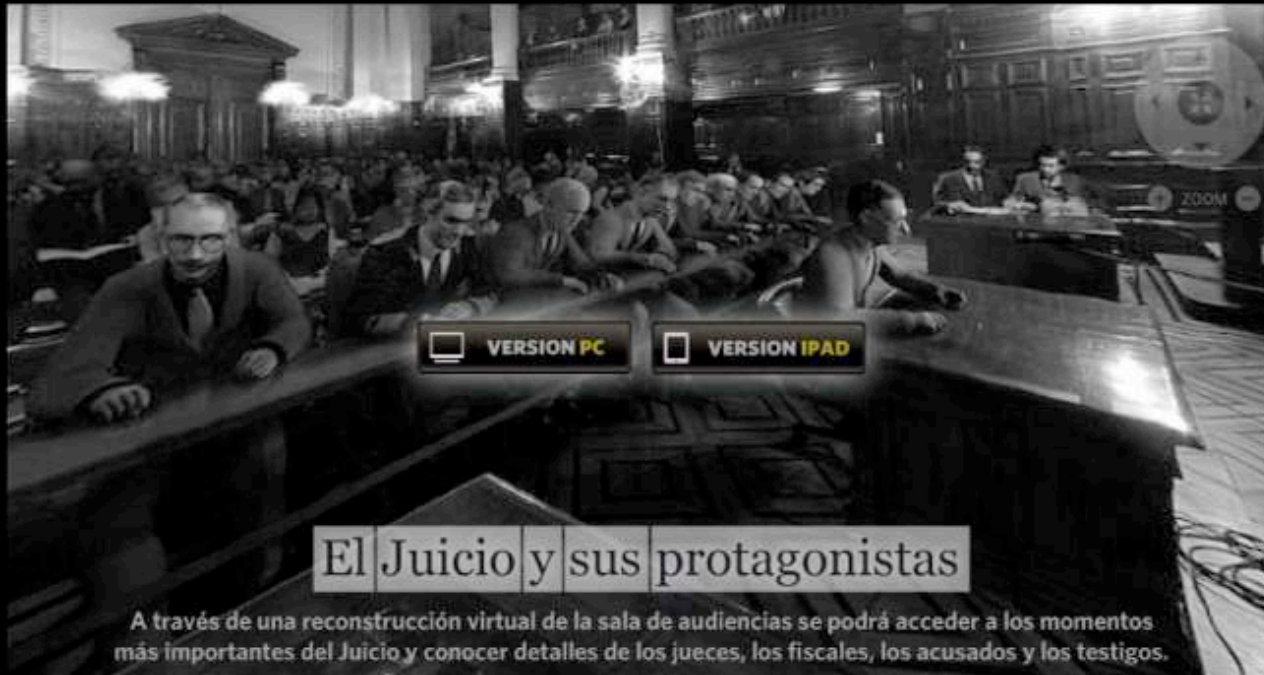 ZOOM
VERSION PC
VERSION IPAD
El Juicio y sus protagonistas
A través de una reconstrucción virtual de la sala de audiencias se podrá acceder a los momentos
más importantes del Juicio y conocer detalles de los jueces, los fiscales, los acusados y los testigos.